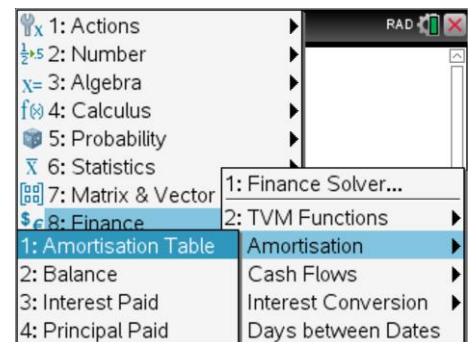 1: Actions
RAD
2: Number
3: Algebra
4: Calculus
5: Probability
6: Statistics
7: Matrix & Vector
8: Finance
1: Finance Solver...
2: TVM Functions
Amortisation
Cash Flows
Interest Conversion
Days between Dates
1: Amortisation Table
2: Balance
3: Interest Paid
4: Principal Paid